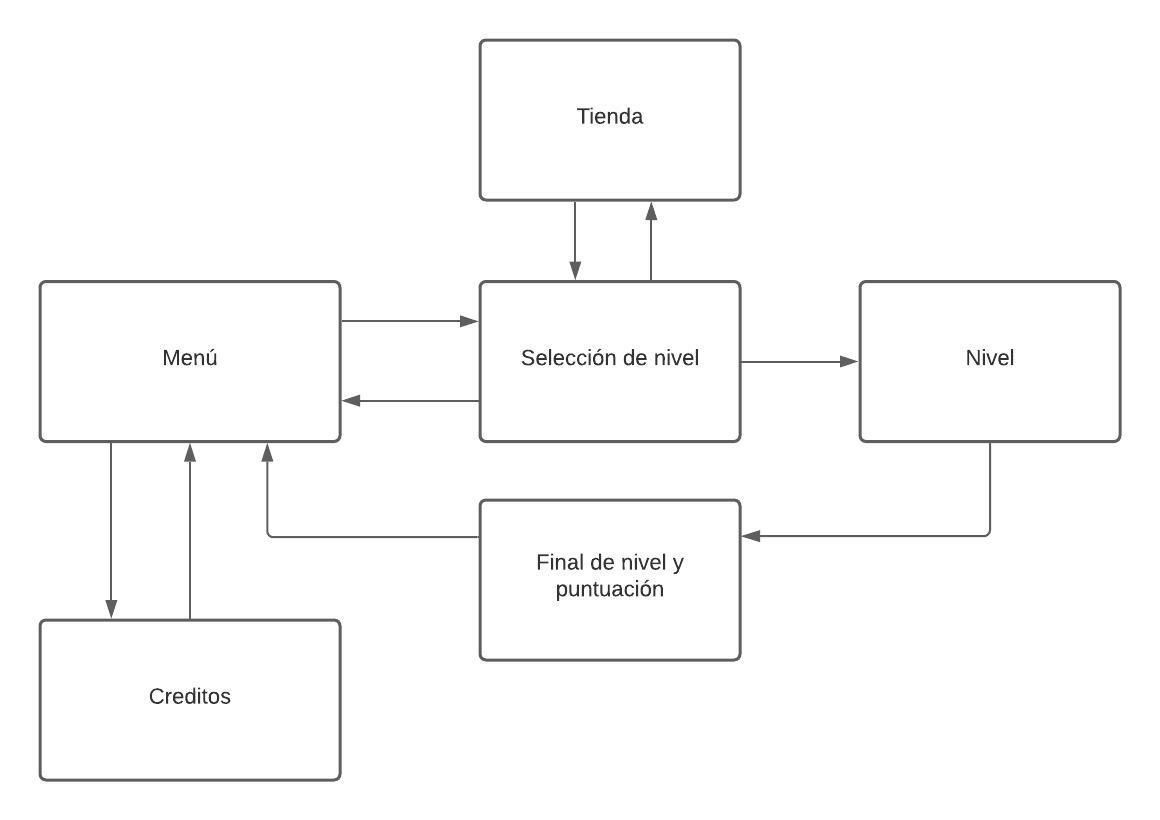 Tienda
Menú
Selección de nivel
Nivel
Final de nivel y
puntuación
Creditos